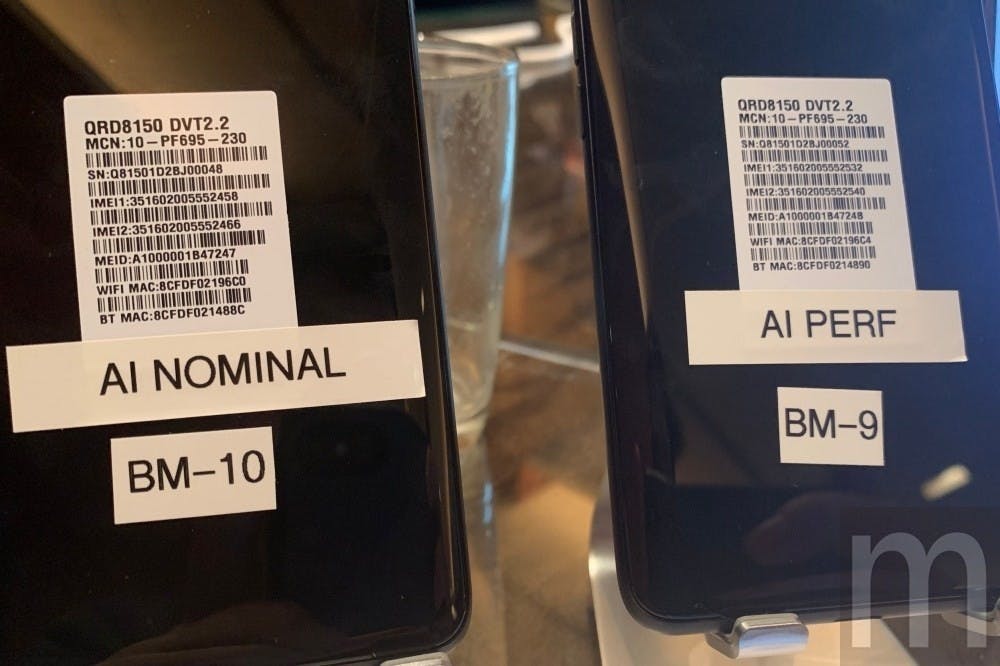 QRD8150 DVT2.2
MCN:10-PF695-230
SN:Q81501D2BJ00048
IMEI1:351602005552458
IMEI2:351602005552466
MEID:A1000001B47247
WIFI MAC:8CFDF02196C0
BT MAC:8CFDF021488C
AI NOMINAL
BM-10
QRD8150 DVT2.2
MCN:10-PF695-230
SN:Q81501D2BJ00052
IMEI1:351602005552532
IMEI2:351602005552540
MEID:A1000001B47248
WIFI MAC:8CFDF02196C4
BT MAC:8CFDF0214890
AI PERF
BM-9
m